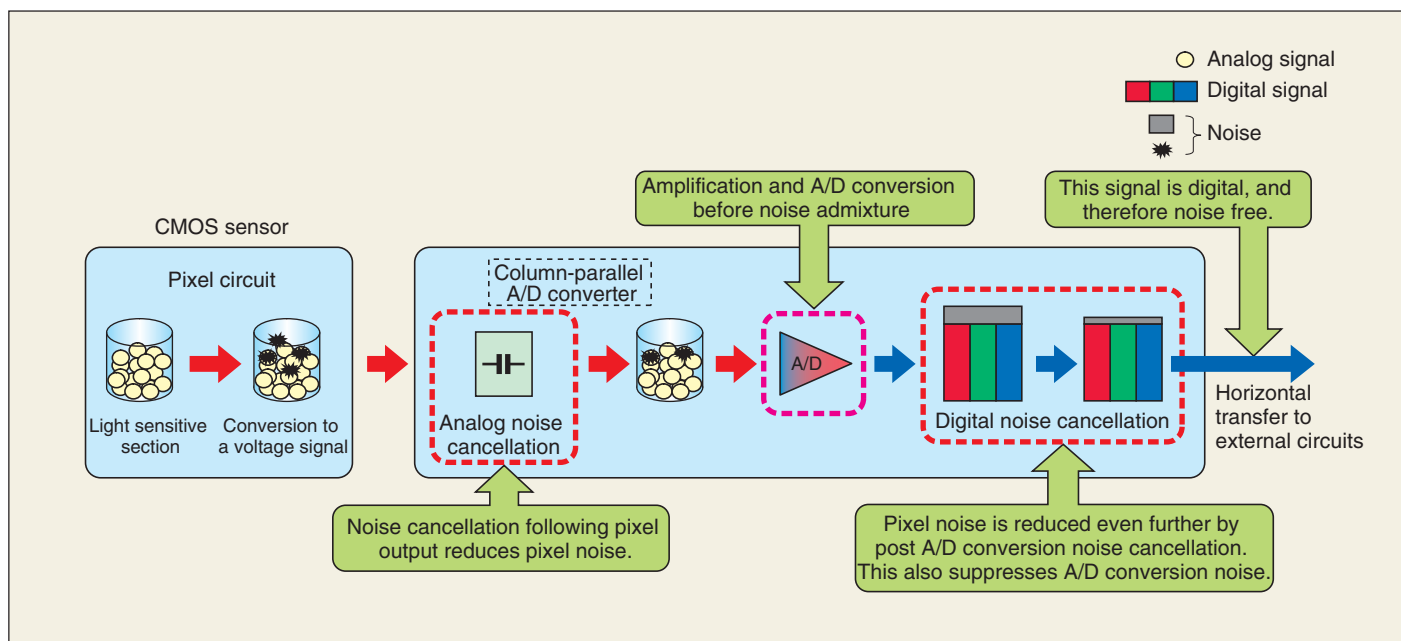 Analog signal
Digital signal
Noise
Amplification and A/D conversion
before noise admixture
This signal is digital, and
therefore noise free.
CMOS sensor
Pixel circuit
Column-parallel
A/D converter
A/D
Light sensitive
section
Conversion to
a voltage signal
Analog noise
cancellation
Digital noise cancellation
Horizontal
transfer to
external circuits
Noise cancellation following pixel
output reduces pixel noise.
Pixel noise is reduced even further by
post A/D conversion noise cancellation.
This also suppresses A/D conversion noise.